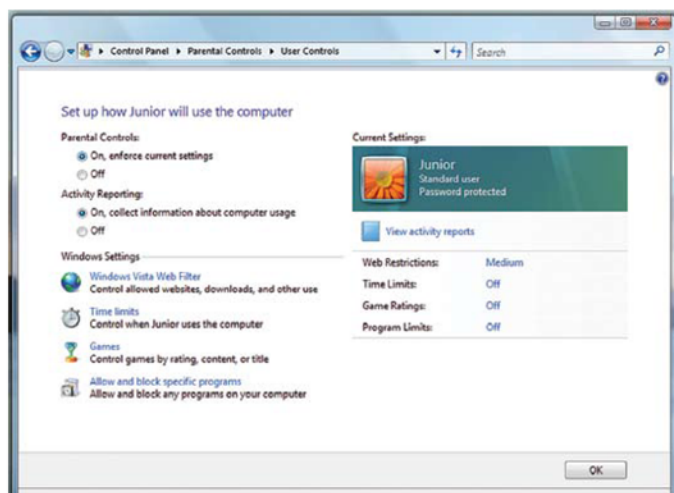 Control Panel ▸ Parental Controls ▸ User Controls
Search
Set up how Junior will use the computer
Parental Controls:
On, enforce current settings
Off
Activity Reporting:
On, collect information about computer usage
Off
Windows Settings
Windows Vista Web Filter
Control allowed websites, downloads, and other use
Time limits
Control when Junior uses the computer
Games
Control games by rating, content, or title
Allow and block specific programs
Allow and block any programs on your computer
Current Settings:
Junior
Standard user
Password protected
View activity reports
Web Restrictions: Medium
Time Limits: Off
Game Ratings: Off
Program Limits: Off
OK